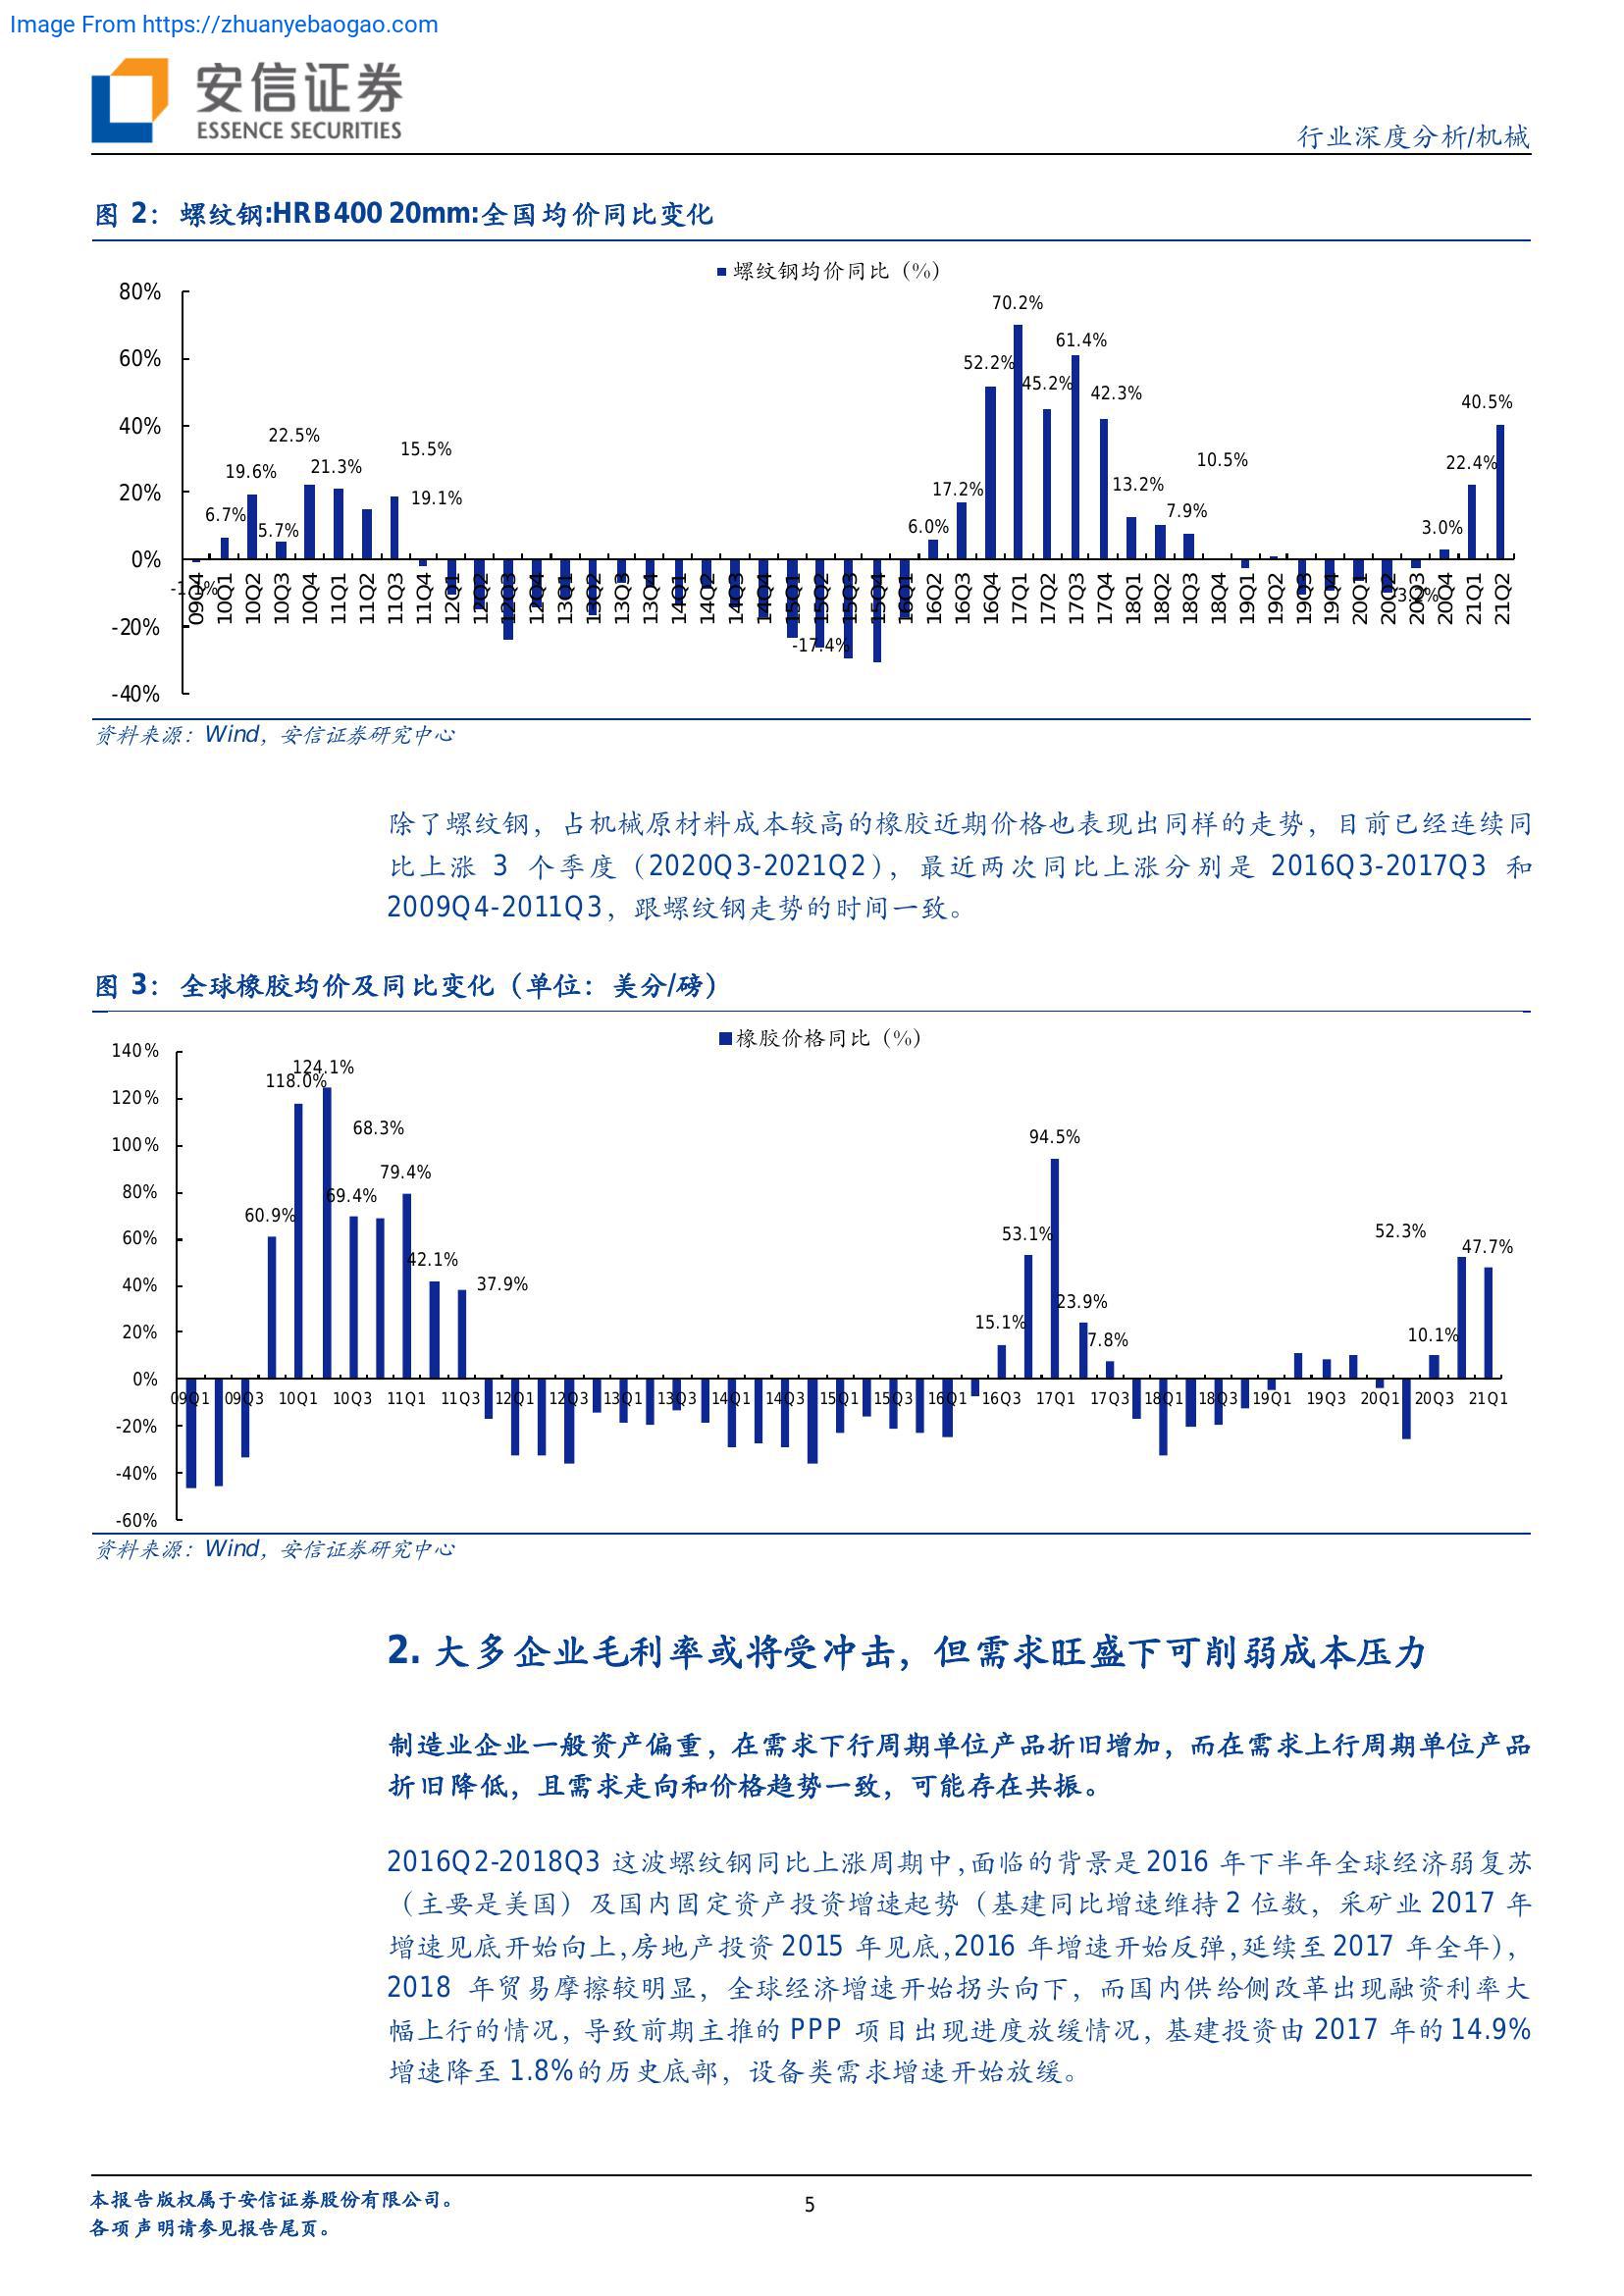 Image From https://zhuanyebaogao.com
安信证券
ESSENCE SECURITIES
行业深度分析/机械
图 2：螺纹钢:HRB400 20mm:全国均价同比变化
螺纹钢均价同比（%）
80%
60%
40%
20%
0%
-20%
-40%
6.7%
19.6%
5.7%
22.5%
21.3%
15.5%
19.1%
-17.4%
6.0%
17.2%
52.2%
70.2%
45.2%
61.4%
42.3%
13.2%
10.5%
7.9%
3.0%
22.4%
40.5%
09Q4 10Q1 10Q2 10Q3 10Q4 11Q1 11Q2 11Q3 11Q4 12Q1 12Q2 12Q3 12Q4 13Q1 13Q2 13Q3 13Q4 14Q1 14Q2 14Q3 14Q4 15Q1 15Q2 15Q3 15Q4 16Q1 16Q2 16Q3 16Q4 17Q1 17Q2 17Q3 17Q4 18Q1 18Q2 18Q3 18Q4 19Q1 19Q2 19Q3 19Q4 20Q1 20Q2 20Q3 20Q4 21Q1 21Q2
资料来源：Wind，安信证券研究中心
除了螺纹钢，占机械原材料成本较高的橡胶近期价格也表现出同样的走势，目前已经连续同
比上涨 3 个季度（2020Q3-2021Q2），最近两次同比上涨分别是 2016Q3-2017Q3 和
2009Q4-2011Q3，跟螺纹钢走势的时间一致。
图 3：全球橡胶均价及同比变化（单位：美分/磅）
橡胶价格同比（%）
140%
120%
100%
80%
60%
40%
20%
0%
-20%
-40%
-60%
60.9%
118.0%
124.1%
69.4%
68.3%
79.4%
42.1%
37.9%
15.1%
53.1%
94.5%
23.9%
7.8%
10.1%
52.3%
47.7%
09Q1 09Q3 10Q1 10Q3 11Q1 11Q3 12Q1 12Q3 13Q1 13Q3 14Q1 14Q3 15Q1 15Q3 16Q1 16Q3 17Q1 17Q3 18Q1 18Q3 19Q1 19Q3 20Q1 20Q3 21Q1
资料来源：Wind，安信证券研究中心
2. 大多企业毛利率或将受冲击，但需求旺盛下可削弱成本压力
制造业企业一般资产偏重，在需求下行周期单位产品折旧增加，而在需求上行周期单位产品
折旧降低，且需求走向和价格趋势一致，可能存在共振。
2016Q2-2018Q3 这波螺纹钢同比上涨周期中,面临的背景是 2016 年下半年全球经济弱复苏
（主要是美国）及国内固定资产投资增速起势（基建同比增速维持 2 位数，采矿业 2017 年
增速见底开始向上,房地产投资 2015 年见底,2016 年增速开始反弹,延续至 2017 年全年），
2018 年贸易摩擦较明显，全球经济增速开始拐头向下，而国内供给侧改革出现融资利率大
幅上行的情况，导致前期主推的 PPP 项目出现进度放缓情况，基建投资由 2017 年的 14.9%
增速降至 1.8%的历史底部，设备类需求增速开始放缓。
本报告版权属于安信证券股份有限公司。
各项声明请参见报告尾页。
5